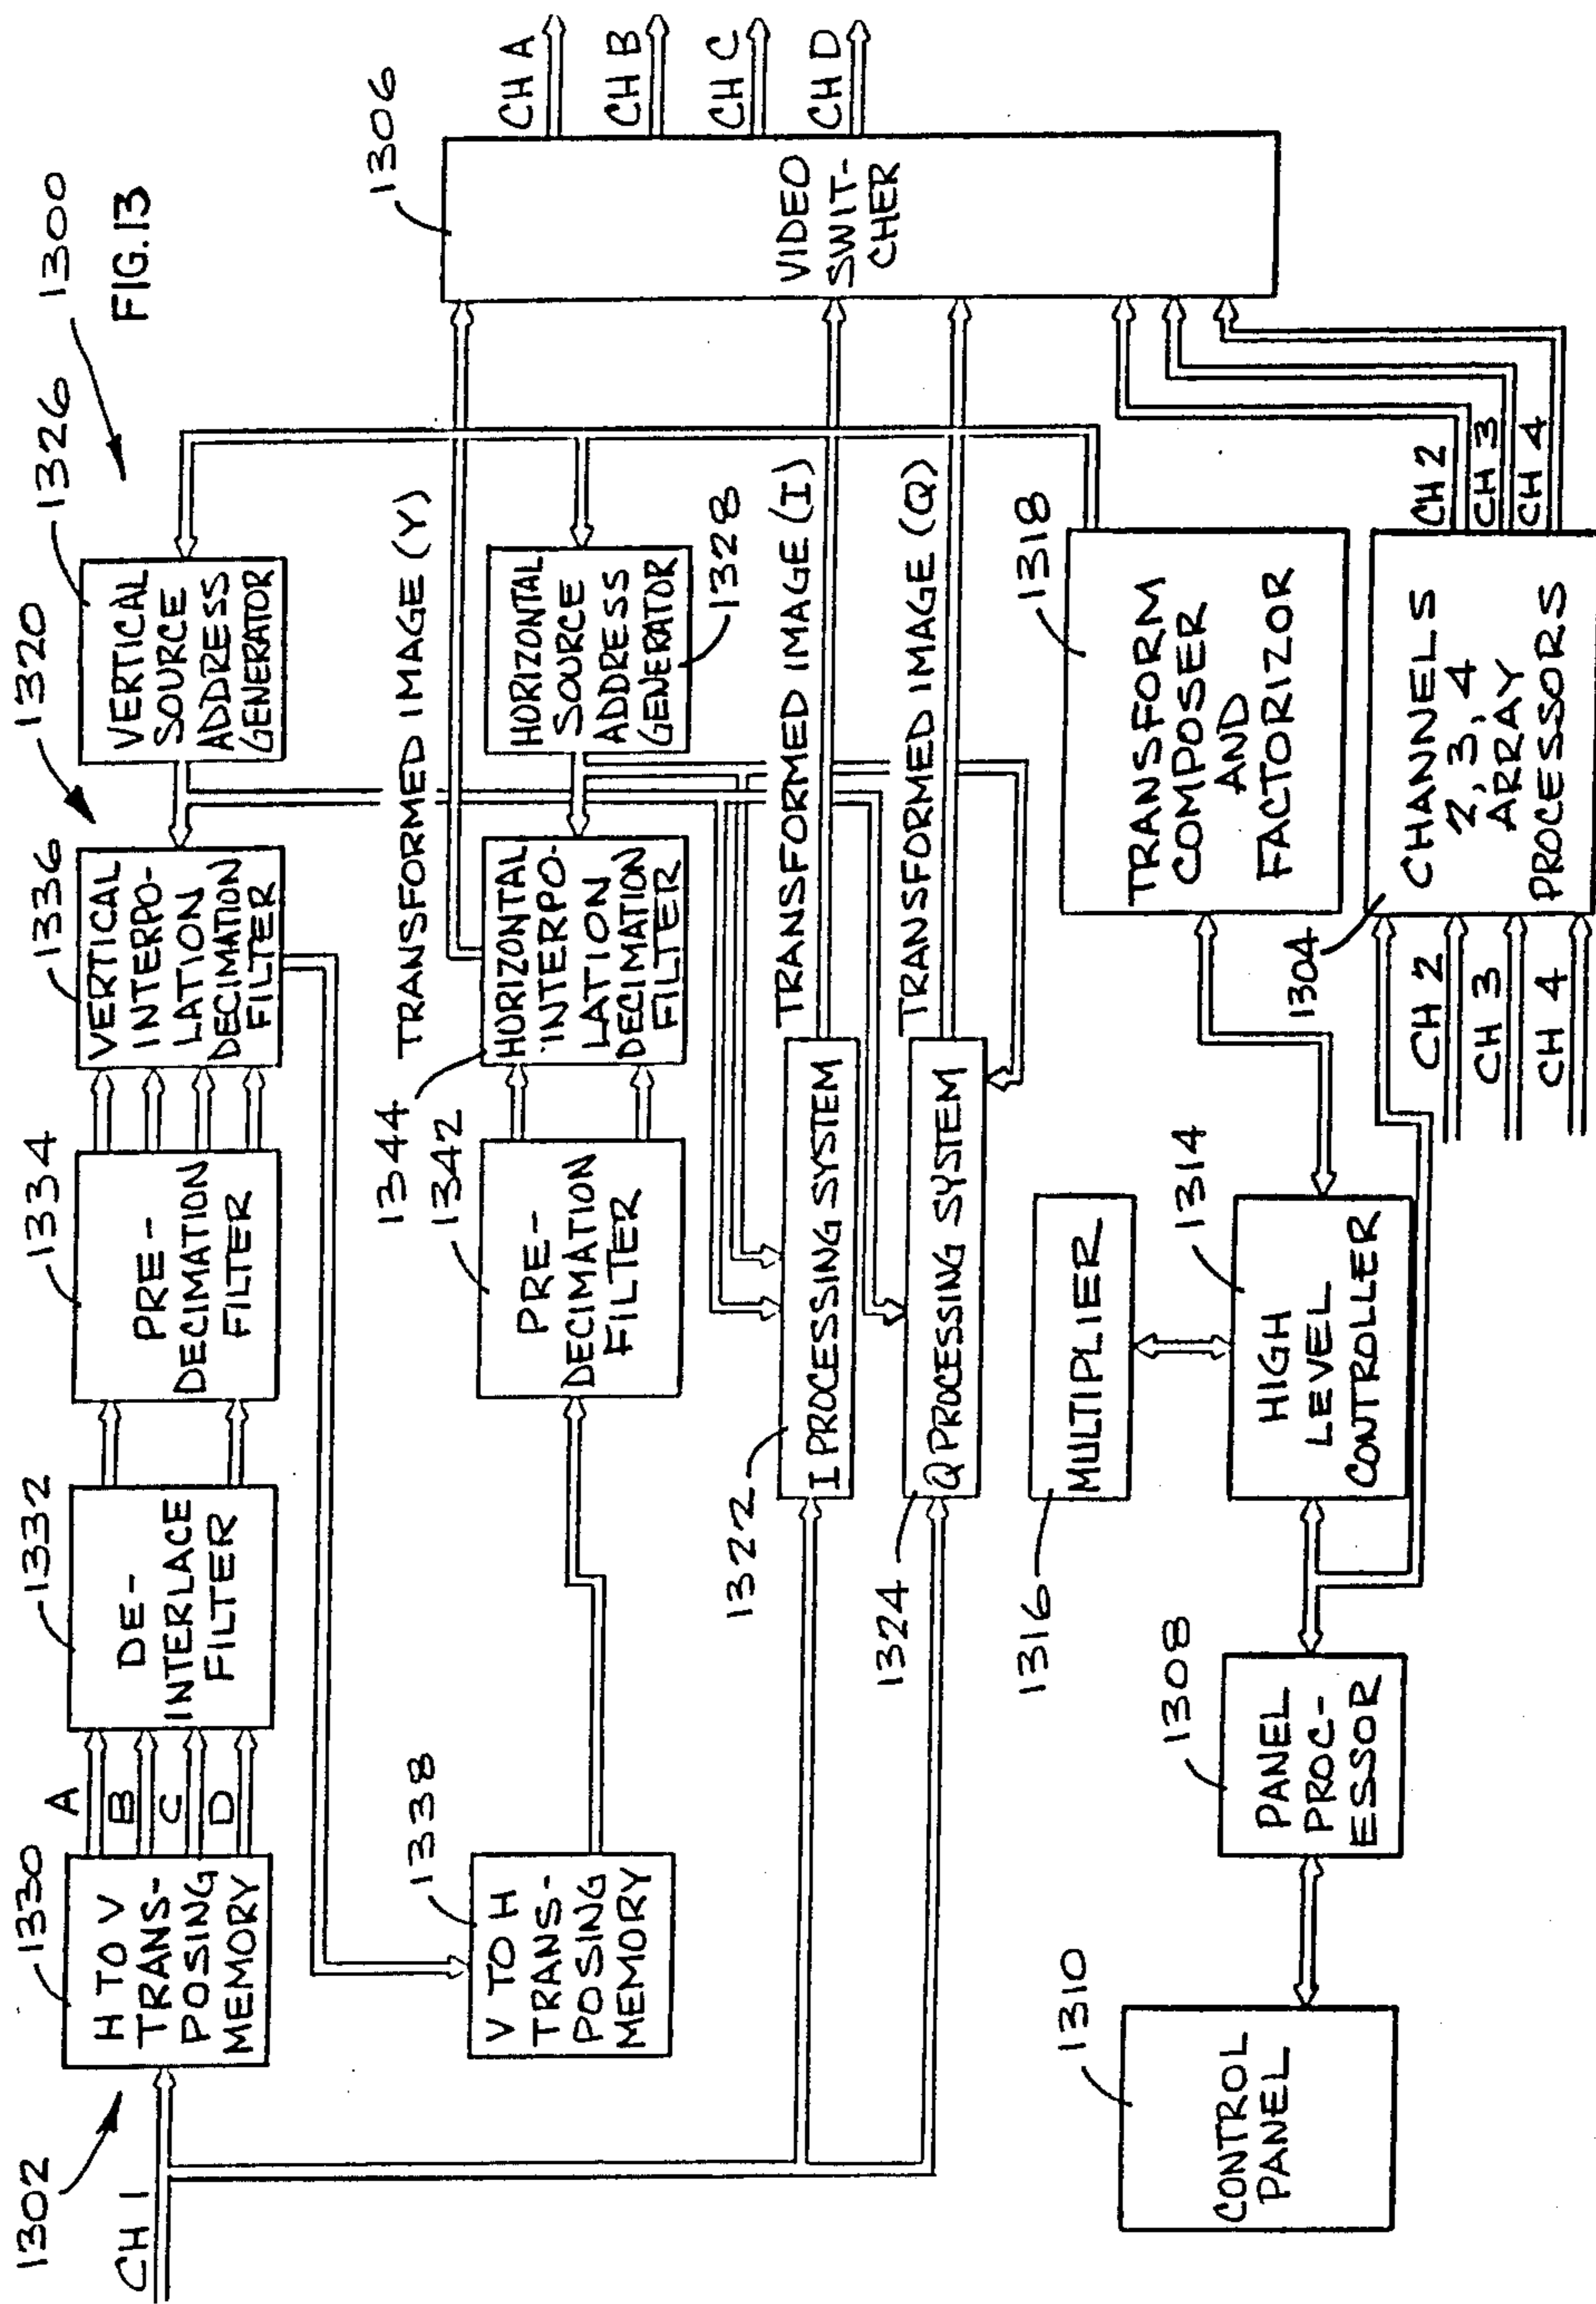 1300
FIG.13
1302
CH 1
1330
H TO V
TRANS-
POSING
MEMORY
A
B
C
D
1332
DE-
INTERLACE
FILTER
1334
PRE-
DECIMATION
FILTER
1336
VERTICAL
INTERPO-
LATION
DECIMATION
FILTER
1320
1326
VERTICAL
SOURCE
ADDRESS
GENERATOR
1338
V TO H
TRANS-
POSING
MEMORY
1342
PRE-
DECIMATION
FILTER
1344
HORIZONTAL
INTERPO-
LATION
DECIMATION
FILTER
TRANSFORMED IMAGE (Y)
HORIZONTAL
SOURCE
ADDRESS
GENERATOR
1328
1306
VIDEO
SWIT-
CHER
CH A
CH B
CH C
CH D
1322
I PROCESSING SYSTEM
TRANSFORMED IMAGE (I)
1324
Q PROCESSING SYSTEM
TRANSFORMED IMAGE (Q)
1316
MULTIPLIER
1318
TRANSFORM
COMPOSER
AND
FACTORIZOR
1310
CONTROL
PANEL
1308
PANEL
PROC-
ESSOR
1314
HIGH
LEVEL
CONTROLLER
1304
CH 2
CH 3
CH 4
CHANNELS
2, 3, 4
ARRAY
PROCESSORS
CH 2
CH 3
CH 4